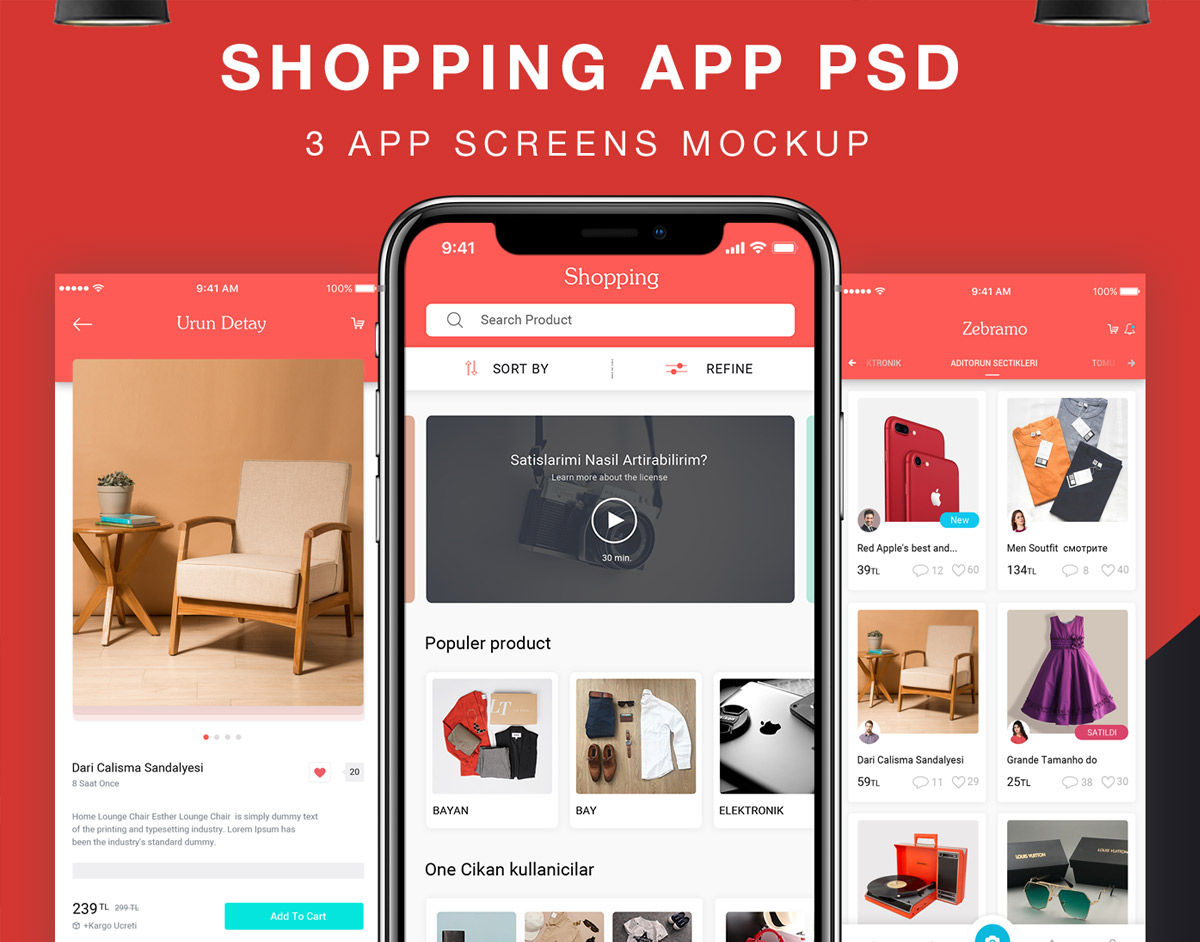 SHOPPING APP PSD
3 APP SCREENS MOCKUP
9:41 AM
100%
Urun Detay
Dari Calisma Sandalyesi
20
8 Saat Once
Home Lounge Chair Esther Lounge Chair is simply dummy text
of the printing and typesetting industry. Lorem Ipsum has
been the industry's standard dummy.
239TL 299 TL
+Kargo Ucreti
Add To Cart
9:41
Shopping
Search Product
SORT BY
REFINE
Satislarimi Nasil Artirabilirim?
Learn more about the license
30 min.
Populer product
LT
BAYAN
BAY
ELEKTRONIK
One Cikan kullanicilar
9:41 AM
100%
Zebramo
KTRONIK
ADITORUN SECTIKLERI
TOMU
New
Red Apple's best and...
39TL 12 60
Men Soutfit смотрите
134TL 8 40
Dari Calisma Sandalyesi
59TL 11 29
SATILDI
Grande Tamanho do
25TL 38 30
LOUIS VUITTON